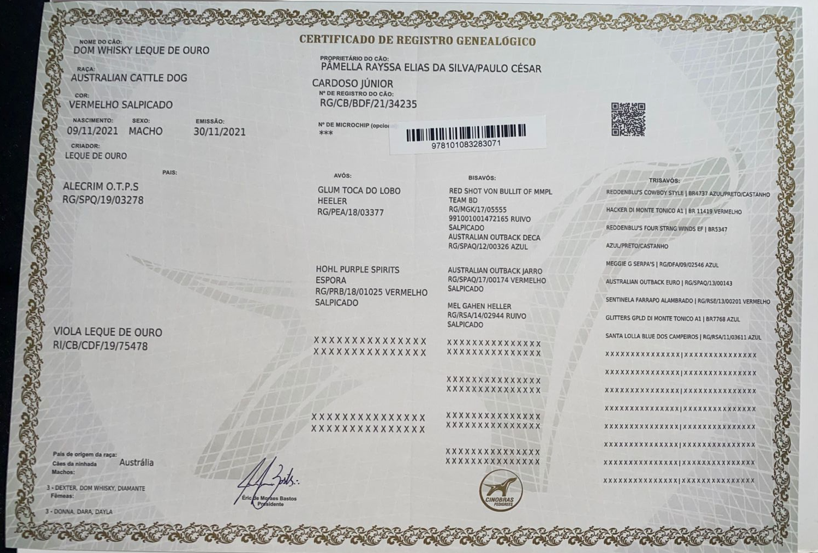 CERTIFICADO DE REGISTRO GENEALÓGICO
NOME DO CÃO:
DOM WHISKY LEQUE DE OURO
RAÇA:
AUSTRALIAN CATTLE DOG
COR:
VERMELHO SALPICADO
NASCIMENTO: SEXO: EMISSÃO:
09/11/2021 MACHO 30/11/2021
CRIADOR:
LEQUE DE OURO
PROPRIETÁRIO DO CÃO:
PÂMELLA RAYSSA ELIAS DA SILVA/PAULO CÉSAR
CARDOSO JÚNIOR
Nº DE REGISTRO DO CÃO:
RG/CB/BDF/21/34235
Nº DE MICROCHIP (opcio
***
978101083283071
PAIS:
ALECRIM O.T.P.S
RG/SPQ/19/03278
VIOLA LEQUE DE OURO
RI/CB/CDF/19/75478
AVÓS:
GLUM TOCA DO LOBO
HEELER
RG/PEA/18/03377
HOHL PURPLE SPIRITS
ESPORA
RG/PRB/18/01025 VERMELHO
SALPICADO
X X X X X X X X X X X X X X X
X X X X X X X X X X X X X X X
X X X X X X X X X X X X X X X
X X X X X X X X X X X X X X X
BISAVÓS:
RED SHOT VON BULLIT OF MMPL
TEAM BD
RG/MGK/17/05555
991001001472165 RUIVO
SALPICADO
AUSTRALIAN OUTBACK DECA
RG/SPAQ/12/00326 AZUL
AUSTRALIAN OUTBACK JARRO
RG/SPAQ/17/00174 VERMELHO
SALPICADO
MEL GAHEN HELLER
RG/RSA/14/02944 RUIVO
SALPICADO
X X X X X X X X X X X X X X X
X X X X X X X X X X X X X X X
X X X X X X X X X X X X X X X
X X X X X X X X X X X X X X X
X X X X X X X X X X X X X X X
X X X X X X X X X X X X X X X
X X X X X X X X X X X X X X X
X X X X X X X X X X X X X X X
TRISAVÓS:
REDDENBLU'S COWBOY STYLE | BR4737 AZUL/PRETO/CASTANHO
HACKER DI MONTE TONICO A1 | BR 11419 VERMELHO
REDDENBLU'S FOUR STRNG WINDS EF | BR5347
AZUL/PRETO/CASTANHO
MEGGIE G SERPA'S | RG/DFA/09/02546 AZUL
AUSTRALIAN OUTBACK EURO | RG/SPAQ/13/00143
SENTINELA FARRAPO ALAMBRADO | RG/RSE/13/00201 VERMELHO
GLITTERS GPLD DI MONTE TONICO A1 | BR7768 AZUL
SANTA LOLLA BLUE DOS CAMPEIROS | RG/RSA/11/03611 AZUL
X X X X X X X X X X X X X X X|X X X X X X X X X X X X X X X
X X X X X X X X X X X X X X X|X X X X X X X X X X X X X X X
X X X X X X X X X X X X X X X|X X X X X X X X X X X X X X X
X X X X X X X X X X X X X X X|X X X X X X X X X X X X X X X
X X X X X X X X X X X X X X X|X X X X X X X X X X X X X X X
X X X X X X X X X X X X X X X|X X X X X X X X X X X X X X X
X X X X X X X X X X X X X X X|X X X X X X X X X X X X X X X
X X X X X X X X X X X X X X X|X X X X X X X X X X X X X X X
País de origem da raça:
Austrália
Cães da ninhada
Machos:
3 - DEXTER, DOM WHISKY, DIAMANTE
Fêmeas:
3 - DONNA, DARA, DAYLA
Eric de Moraes Bastos
Presidente
CINOBRAS